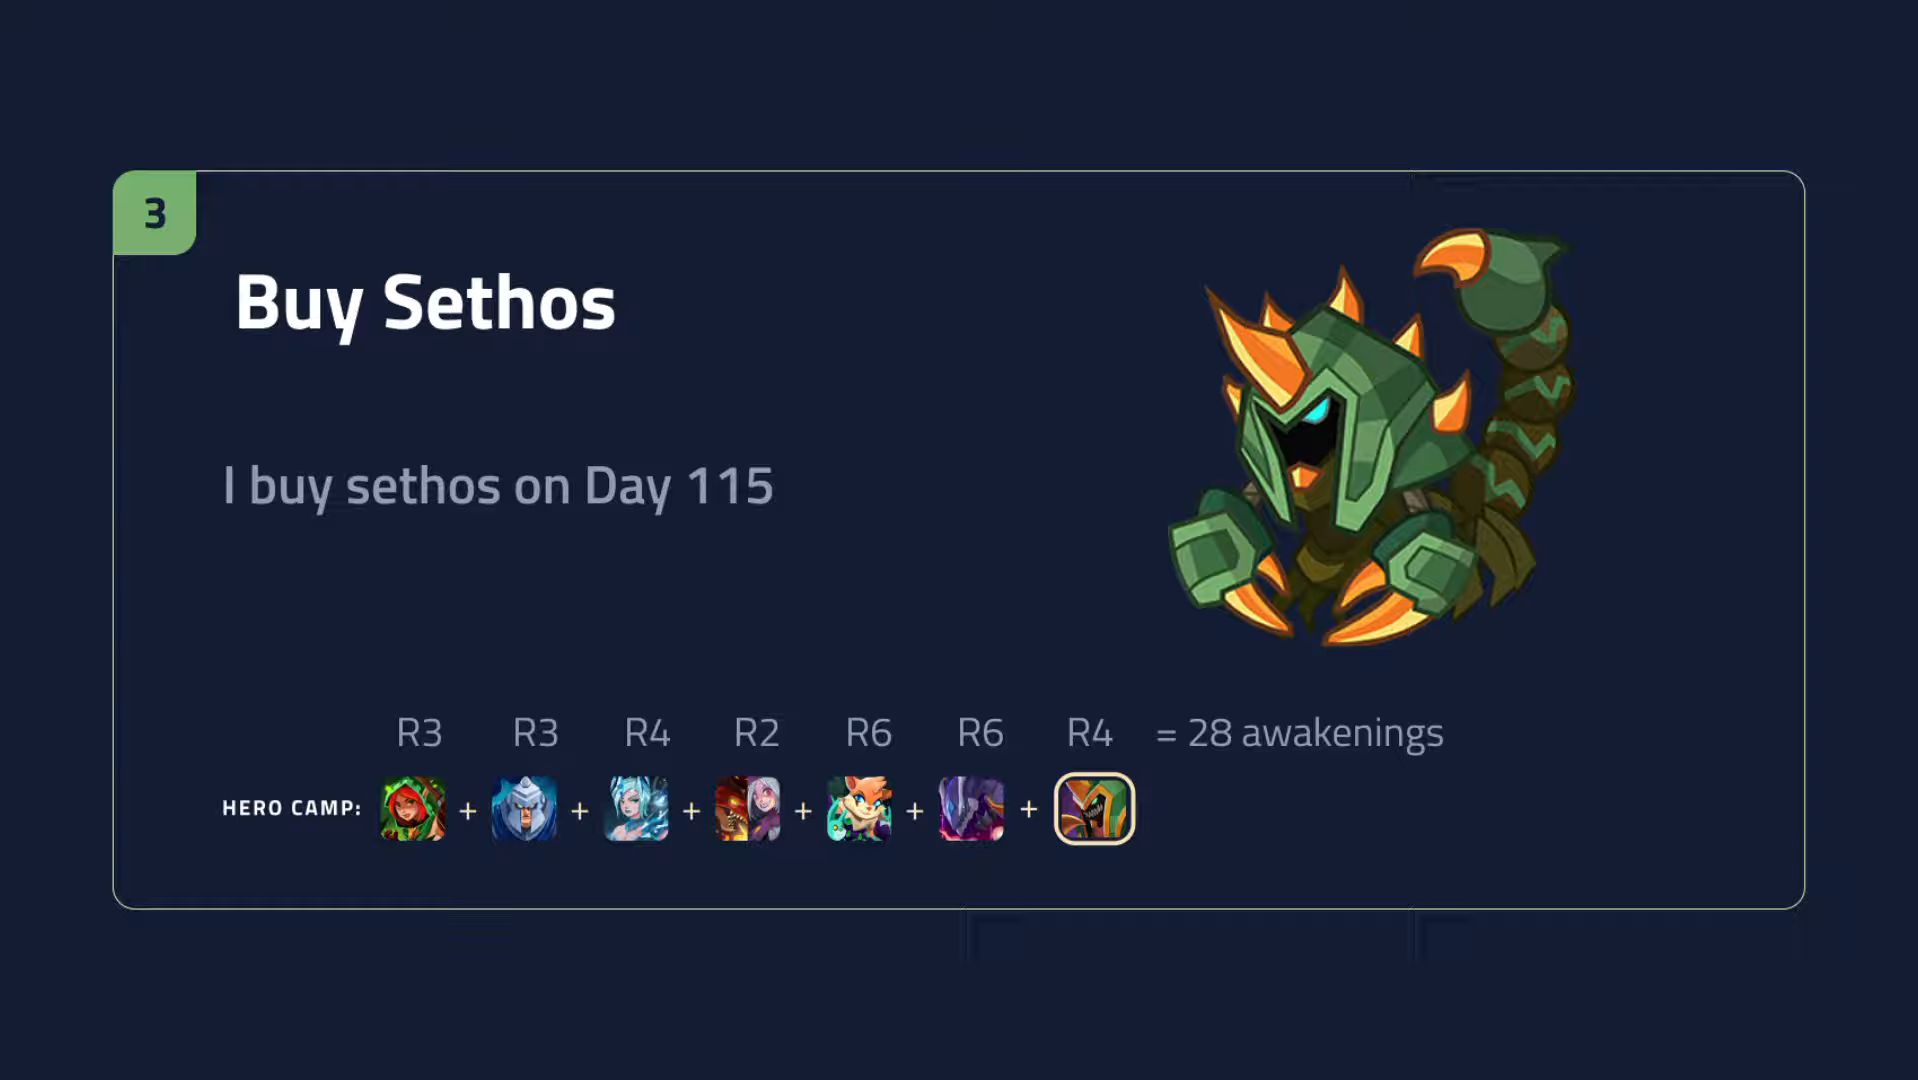 3
Buy Sethos
I buy sethos on Day 115
R3 R3 R4 R2 R6 R6 R4 = 28 awakenings
HERO CAMP: + + + + + +